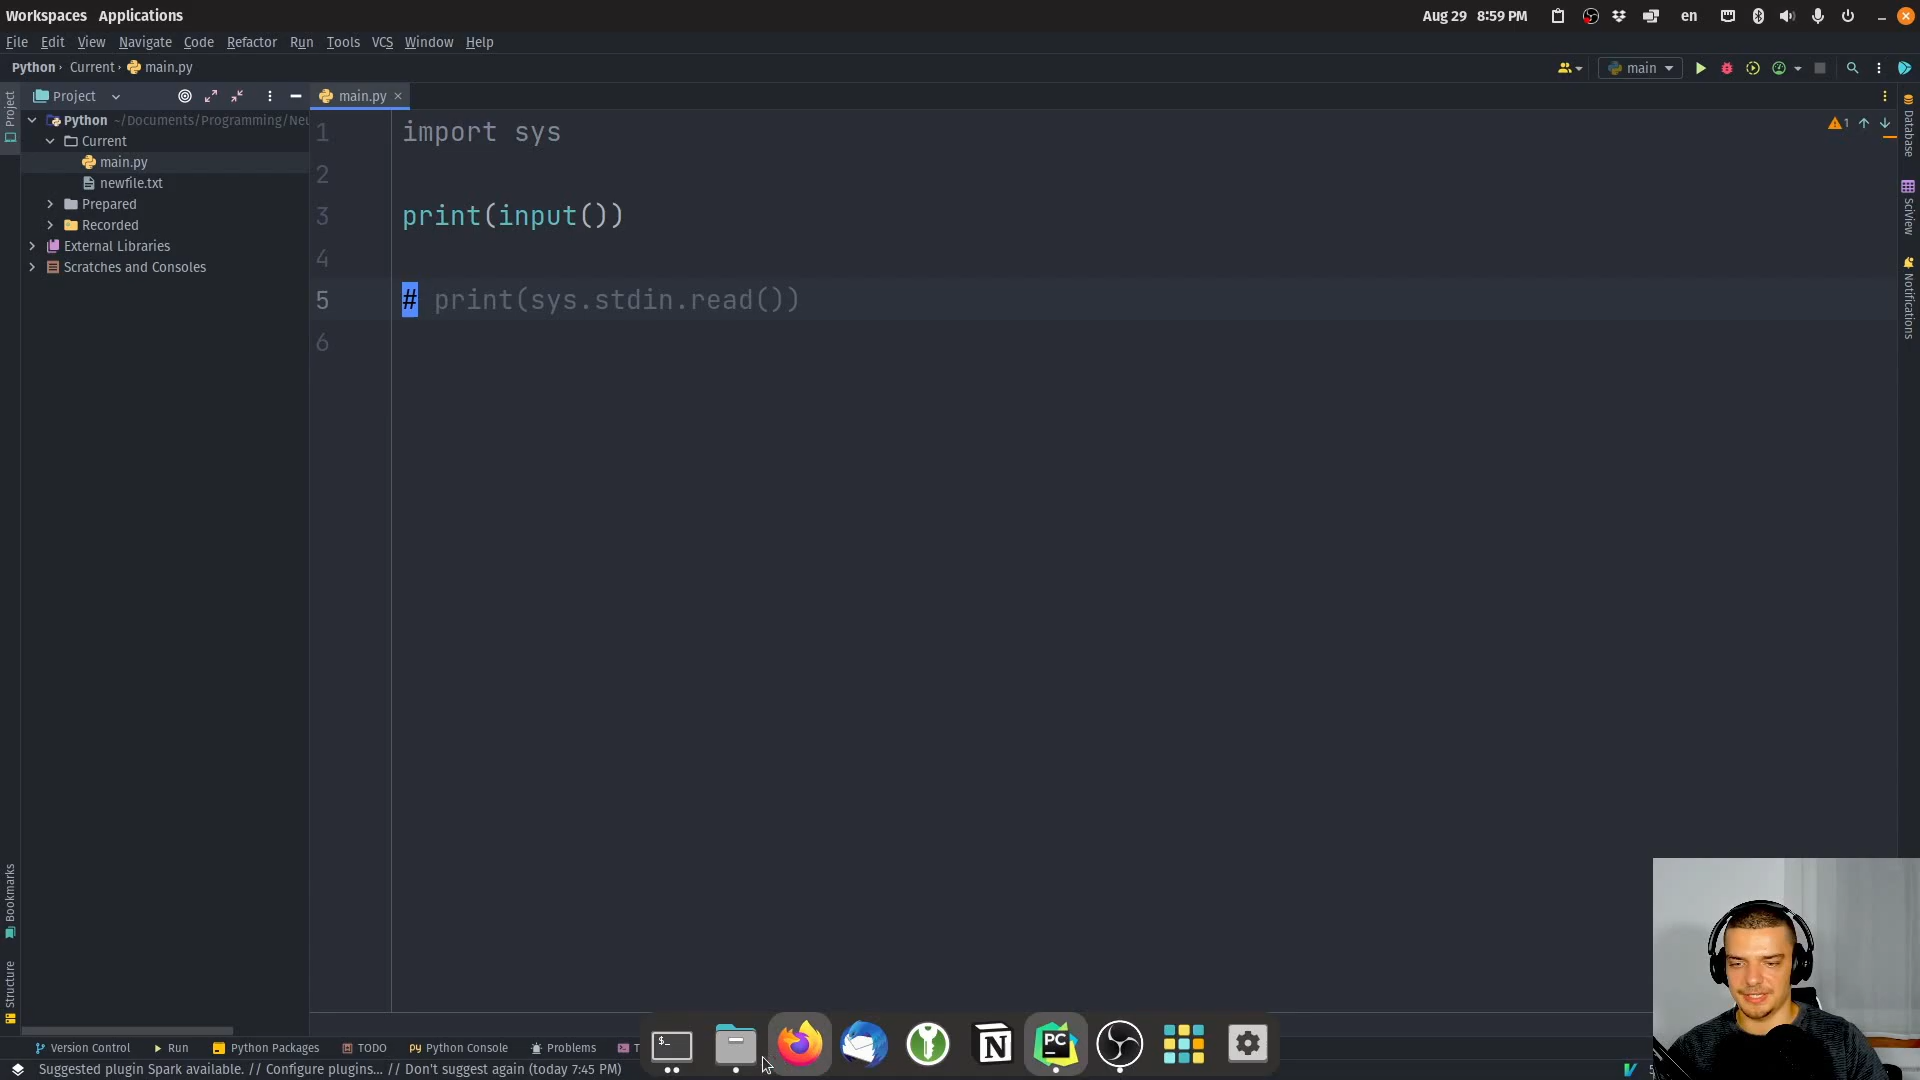 Workspaces Applications
Aug 29 8:59 PM
en
File Edit View Navigate Code Refactor Run Tools VCS Window Help
Python Current main.py
main
Project
main.py
Project
Python ~/Documents/Programming/Neu
Current
main.py
newfile.txt
Prepared
Recorded
External Libraries
Scratches and Consoles
1 import sys
2
3 print(input())
4
5 # print(sys.stdin.read())
6
1
Database
SciView
Notifications
Bookmarks
Structure
$_
N
PC
Version Control Run Python Packages TODO Python Console Problems T
Suggested plugin Spark available. // Configure plugins... // Don't suggest again (today 7:45 PM)